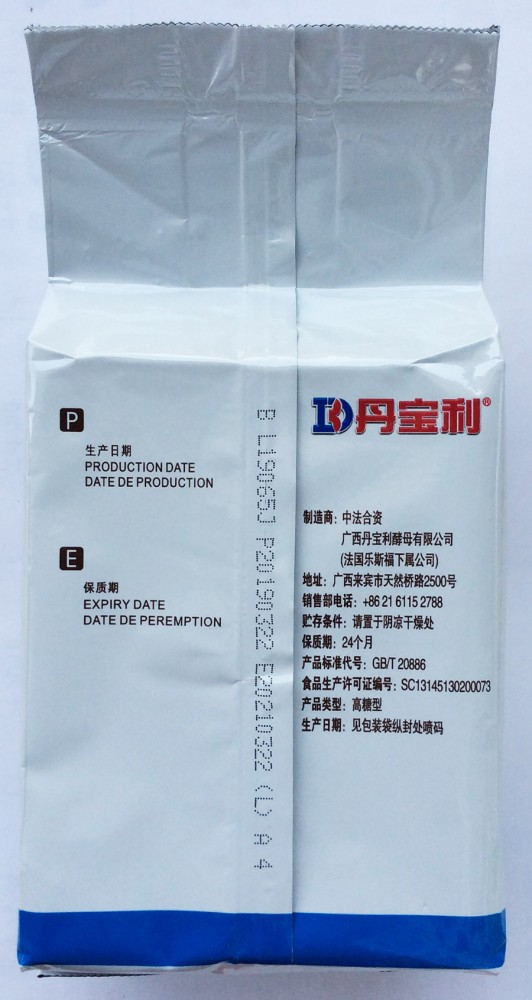 P
生产日期
PRODUCTION DATE
DATE DE PRODUCTION
E
保质期
EXPIRY DATE
DATE DE PEREMPTION
B L190653 P20190322 E20210322 (L) A 4
丹宝利®
制造商：中法合资
广西丹宝利酵母有限公司
(法国乐斯福下属公司)
地址：广西来宾市天然桥路2500号
销售部电话：+86 21 6115 2788
贮存条件：请置于阴凉干燥处
保质期：24个月
产品标准代号：GB/T 20886
食品生产许可证编号：SC13145130200073
产品类型：高糖型
生产日期：见包装袋纵封处喷码